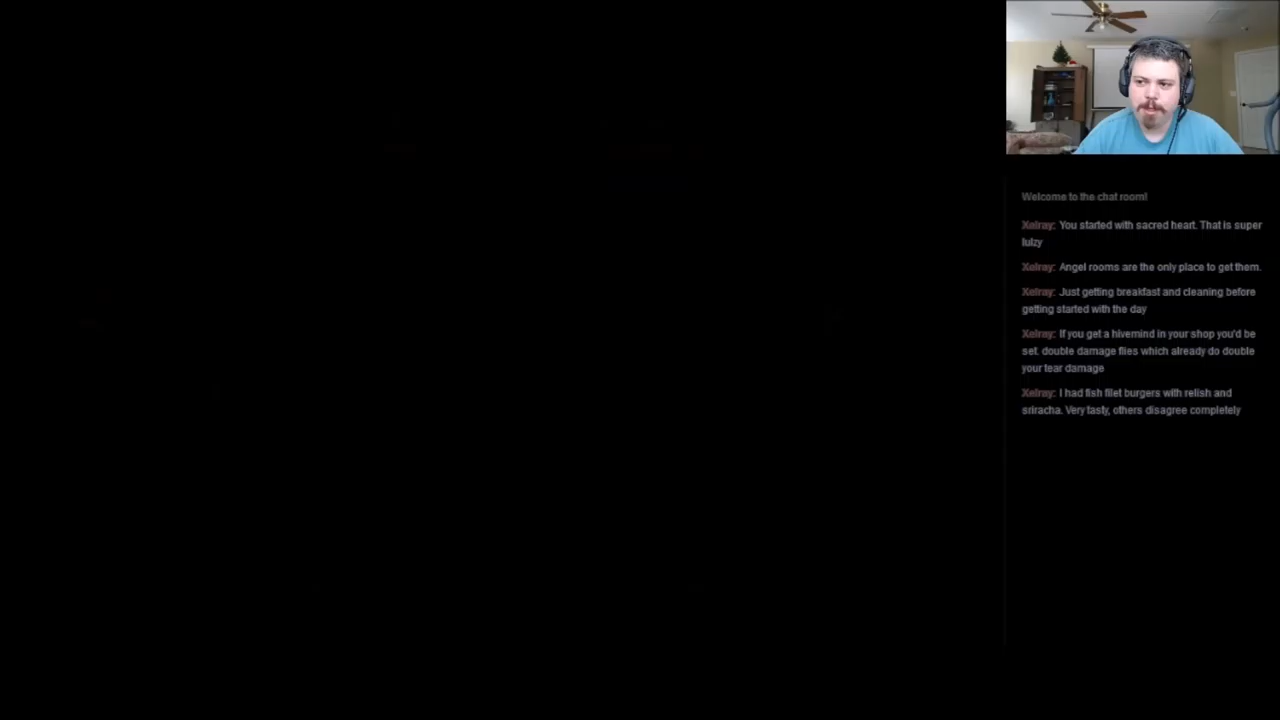 Welcome to the chat room!
Xelray: You started with sacred heart. That is super
lulzy
Xelray: Angel rooms are the only place to get them.
Xelray: Just getting breakfast and cleaning before
getting started with the day
Xelray: If you get a hivemind in your shop you'd be
set. double damage flies which already do double
your tear damage
Xelray: I had fish filet burgers with relish and
sriracha. Very tasty, others disagree completely